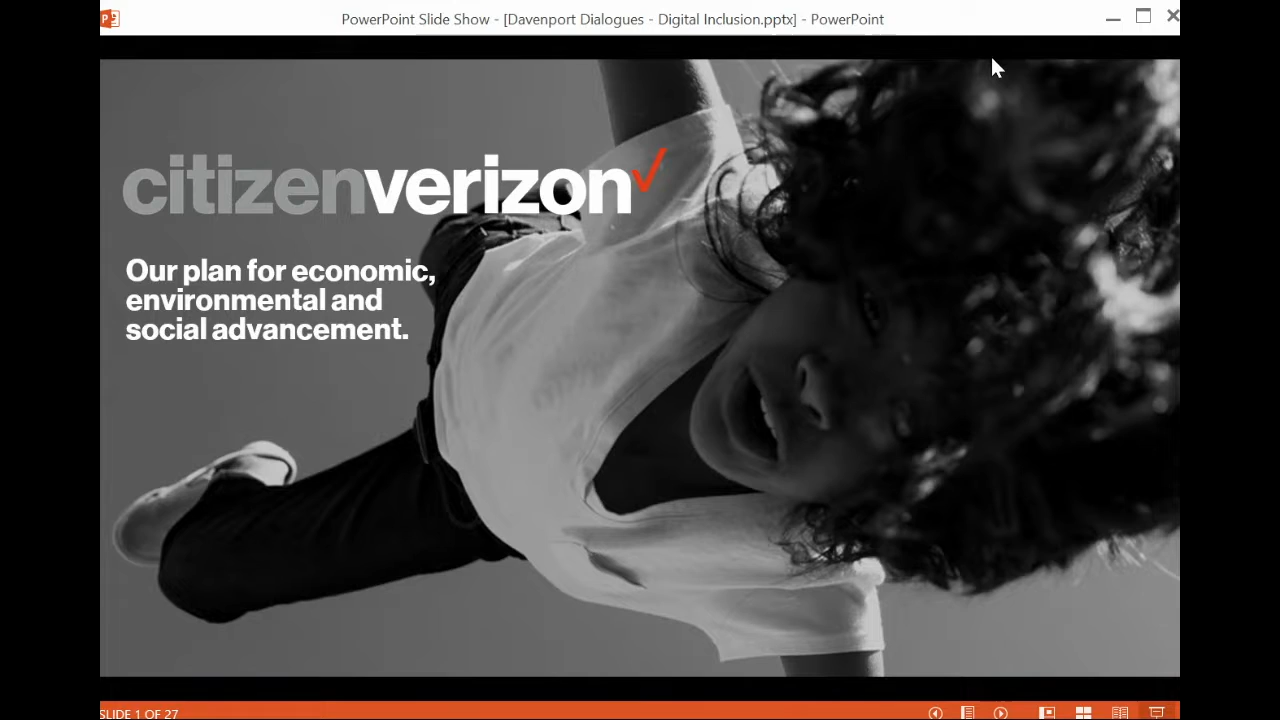 PowerPoint Slide Show - [Davenport Dialogues - Digital Inclusion.pptx] - PowerPoint
citizenverizon✓
Our plan for economic,
environmental and
social advancement.
SLIDE 1 OF 27